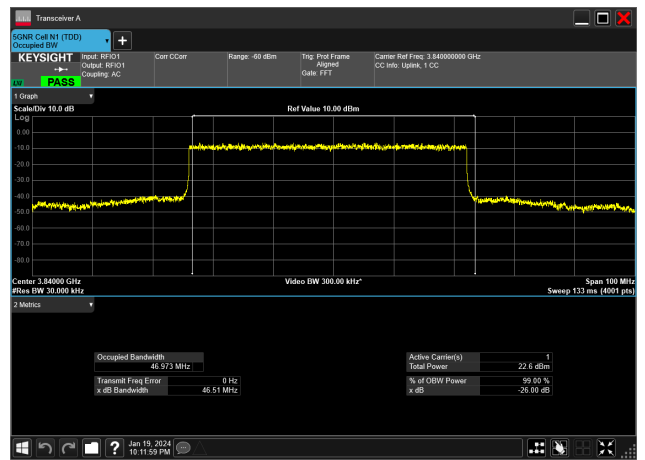 Transceiver A
5GNR Cell N1 (TDD)
Occupied BW
KEYSIGHT
PASS
Input: RFIO1
Output: RFIO1
Coupling: AC
Corr CCorr
Range: -60 dBm
Trig: Prot Frame
Aligned
Gate: FFT
Carrier Ref Freq: 3.840000000 GHz
CC Info: Uplink, 1 CC
1 Graph
Scale/Div 10.0 dB
Ref Value 10.00 dBm
Log
0.00
-10.0
-20.0
-30.0
-40.0
-50.0
-60.0
-70.0
-80.0
Center 3.84000 GHz
Video BW 300.00 kHz*
Span 100 MHz
#Res BW 30.000 kHz
Sweep 133 ms (4001 pts)
2 Metrics
Occupied Bandwidth
46.973 MHz
Active Carrier(s) 1
Total Power 22.6 dBm
Transmit Freq Error 0 Hz
x dB Bandwidth 46.51 MHz
% of OBW Power 99.00 %
x dB -26.00 dB
?
Jan 19, 2024
10:11:59 PM